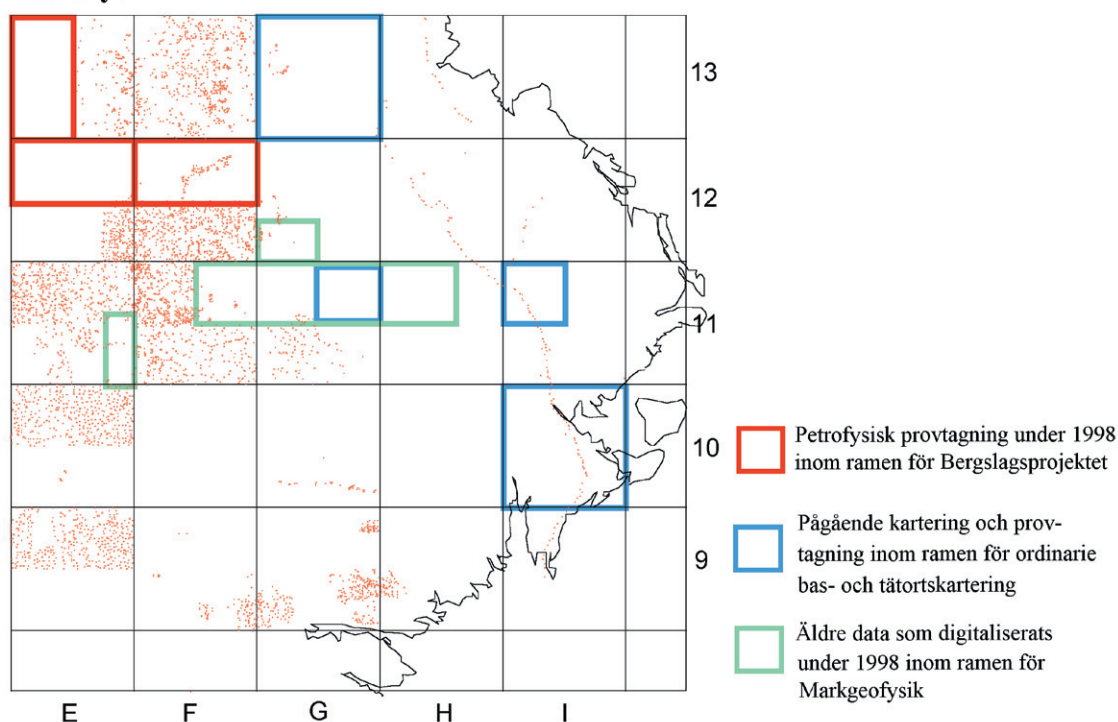 13
12
11
10
9
E F G H I
Petrofysisk provtagning under 1998
inom ramen för Bergslagsprojektet
Pågående kartering och prov-
tagning inom ramen för ordinarie
bas- och tätortskartering
Äldre data som digitaliserats
under 1998 inom ramen för
Markgeofysik